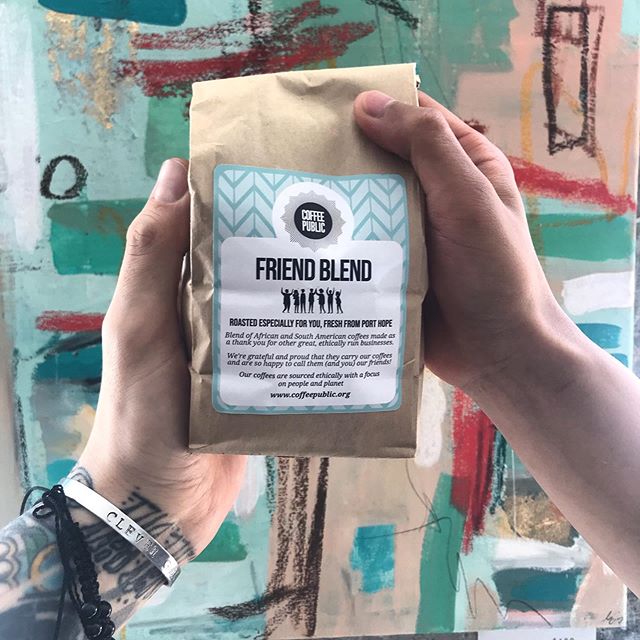 COFFEE
PUBLIC
FRIEND BLEND
ROASTED ESPECIALLY FOR YOU, FRESH FROM PORT HOPE
Blend of African and South American coffees made as
a thank you for other great, ethically run businesses.
We're grateful and proud that they carry our coffees
and are so happy to call them (and you) our friends!
Our coffees are sourced ethically with a focus
on people and planet
www.coffeepublic.org